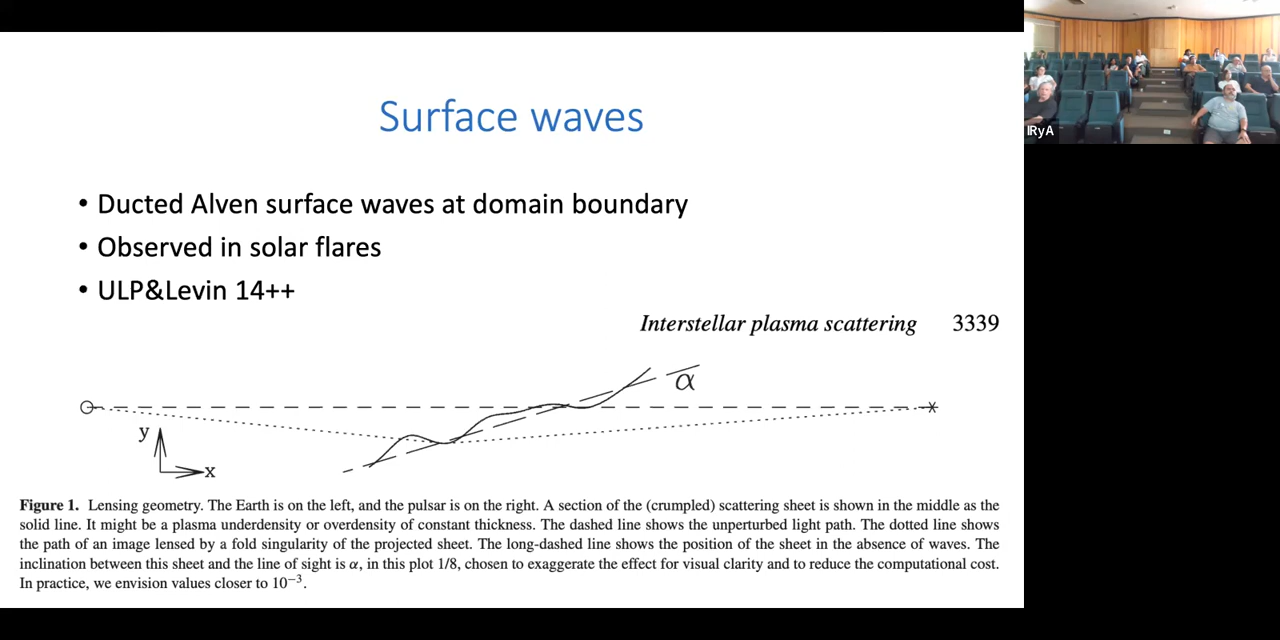 Surface waves
• Ducted Alven surface waves at domain boundary
• Observed in solar flares
• ULP&Levin 14++
Interstellar plasma scattering 3339
α
y
x
Figure 1. Lensing geometry. The Earth is on the left, and the pulsar is on the right. A section of the (crumpled) scattering sheet is shown in the middle as the
solid line. It might be a plasma underdensity or overdensity of constant thickness. The dashed line shows the unperturbed light path. The dotted line shows
the path of an image lensed by a fold singularity of the projected sheet. The long-dashed line shows the position of the sheet in the absence of waves. The
inclination between this sheet and the line of sight is α, in this plot 1/8, chosen to exaggerate the effect for visual clarity and to reduce the computational cost.
In practice, we envision values closer to 10⁻³.
IRyA